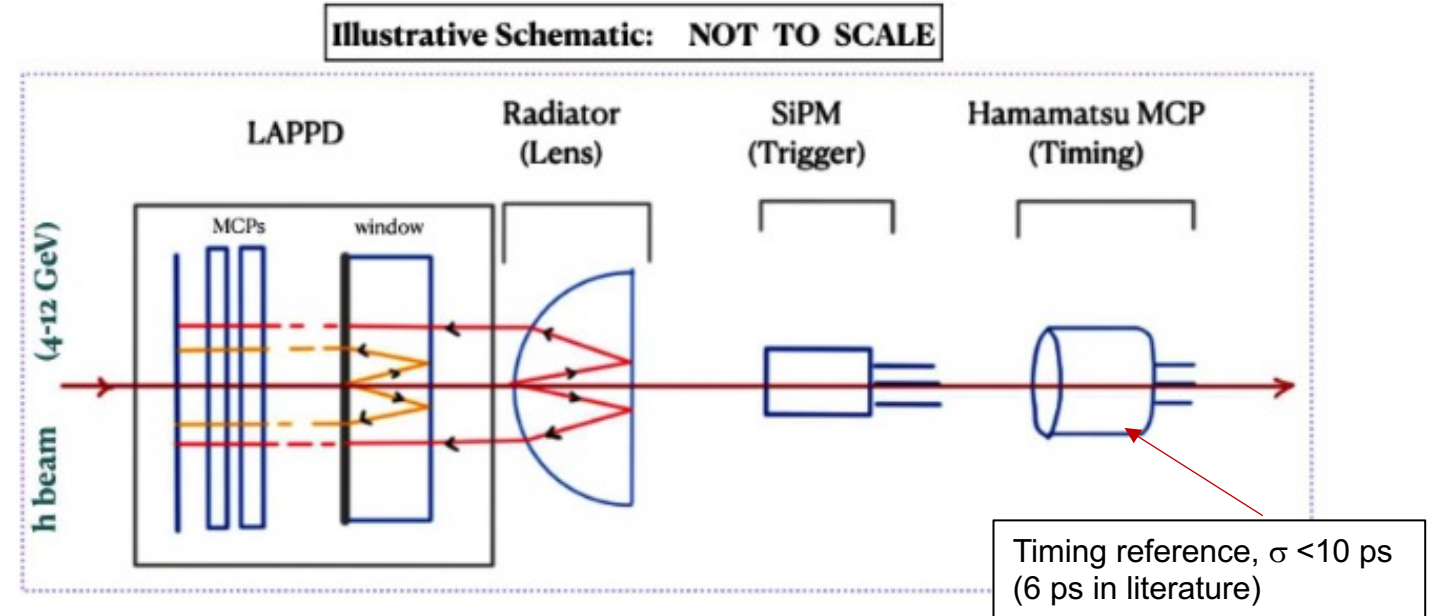 Illustrative Schematic: NOT TO SCALE
LAPPD
Radiator
(Lens)
SiPM
(Trigger)
Hamamatsu MCP
(Timing)
MCPs
window
h beam (4-12 GeV)
Timing reference, σ <10 ps
(6 ps in literature)